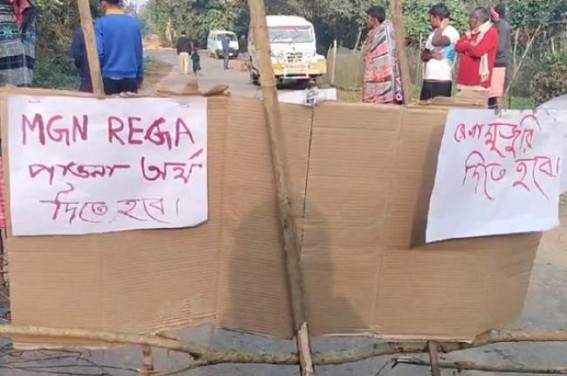 MGN REGA
পাওনা অর্থ
দিতে হবে।
রেগা মজুরি
দিতে হবে।